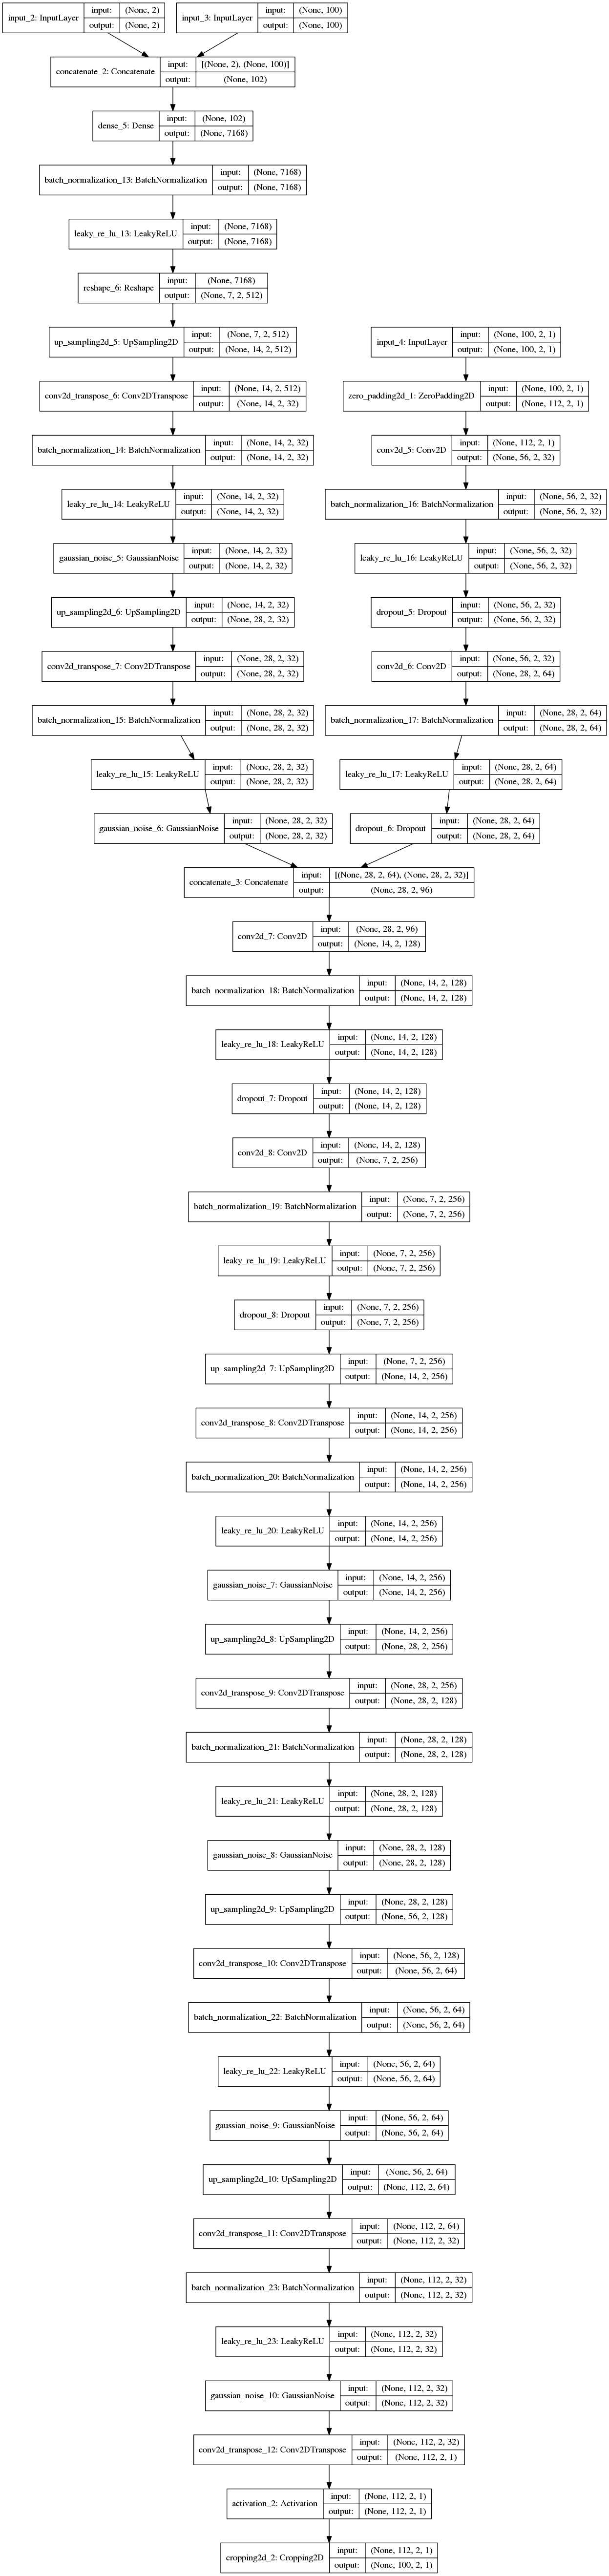 input_2: InputLayer
input: (None, 2)
output: (None, 2)
input_3: InputLayer
input: (None, 100)
output: (None, 100)
concatenate_2: Concatenate
input: [(None, 2), (None, 100)]
output: (None, 102)
dense_5: Dense
input: (None, 102)
output: (None, 7168)
batch_normalization_13: BatchNormalization
input: (None, 7168)
output: (None, 7168)
leaky_re_lu_13: LeakyReLU
input: (None, 7168)
output: (None, 7168)
reshape_6: Reshape
input: (None, 7168)
output: (None, 7, 2, 512)
up_sampling2d_5: UpSampling2D
input: (None, 7, 2, 512)
output: (None, 14, 2, 512)
conv2d_transpose_6: Conv2DTranspose
input: (None, 14, 2, 512)
output: (None, 14, 2, 32)
batch_normalization_14: BatchNormalization
input: (None, 14, 2, 32)
output: (None, 14, 2, 32)
leaky_re_lu_14: LeakyReLU
input: (None, 14, 2, 32)
output: (None, 14, 2, 32)
gaussian_noise_5: GaussianNoise
input: (None, 14, 2, 32)
output: (None, 14, 2, 32)
up_sampling2d_6: UpSampling2D
input: (None, 14, 2, 32)
output: (None, 28, 2, 32)
conv2d_transpose_7: Conv2DTranspose
input: (None, 28, 2, 32)
output: (None, 28, 2, 32)
batch_normalization_15: BatchNormalization
input: (None, 28, 2, 32)
output: (None, 28, 2, 32)
leaky_re_lu_15: LeakyReLU
input: (None, 28, 2, 32)
output: (None, 28, 2, 32)
gaussian_noise_6: GaussianNoise
input: (None, 28, 2, 32)
output: (None, 28, 2, 32)
input_4: InputLayer
input: (None, 100, 2, 1)
output: (None, 100, 2, 1)
zero_padding2d_1: ZeroPadding2D
input: (None, 100, 2, 1)
output: (None, 112, 2, 1)
conv2d_5: Conv2D
input: (None, 112, 2, 1)
output: (None, 56, 2, 32)
batch_normalization_16: BatchNormalization
input: (None, 56, 2, 32)
output: (None, 56, 2, 32)
leaky_re_lu_16: LeakyReLU
input: (None, 56, 2, 32)
output: (None, 56, 2, 32)
dropout_5: Dropout
input: (None, 56, 2, 32)
output: (None, 56, 2, 32)
conv2d_6: Conv2D
input: (None, 56, 2, 32)
output: (None, 28, 2, 64)
batch_normalization_17: BatchNormalization
input: (None, 28, 2, 64)
output: (None, 28, 2, 64)
leaky_re_lu_17: LeakyReLU
input: (None, 28, 2, 64)
output: (None, 28, 2, 64)
dropout_6: Dropout
input: (None, 28, 2, 64)
output: (None, 28, 2, 64)
concatenate_3: Concatenate
input: [(None, 28, 2, 64), (None, 28, 2, 32)]
output: (None, 28, 2, 96)
conv2d_7: Conv2D
input: (None, 28, 2, 96)
output: (None, 14, 2, 128)
batch_normalization_18: BatchNormalization
input: (None, 14, 2, 128)
output: (None, 14, 2, 128)
leaky_re_lu_18: LeakyReLU
input: (None, 14, 2, 128)
output: (None, 14, 2, 128)
dropout_7: Dropout
input: (None, 14, 2, 128)
output: (None, 14, 2, 128)
conv2d_8: Conv2D
input: (None, 14, 2, 128)
output: (None, 7, 2, 256)
batch_normalization_19: BatchNormalization
input: (None, 7, 2, 256)
output: (None, 7, 2, 256)
leaky_re_lu_19: LeakyReLU
input: (None, 7, 2, 256)
output: (None, 7, 2, 256)
dropout_8: Dropout
input: (None, 7, 2, 256)
output: (None, 7, 2, 256)
up_sampling2d_7: UpSampling2D
input: (None, 7, 2, 256)
output: (None, 14, 2, 256)
conv2d_transpose_8: Conv2DTranspose
input: (None, 14, 2, 256)
output: (None, 14, 2, 256)
batch_normalization_20: BatchNormalization
input: (None, 14, 2, 256)
output: (None, 14, 2, 256)
leaky_re_lu_20: LeakyReLU
input: (None, 14, 2, 256)
output: (None, 14, 2, 256)
gaussian_noise_7: GaussianNoise
input: (None, 14, 2, 256)
output: (None, 14, 2, 256)
up_sampling2d_8: UpSampling2D
input: (None, 14, 2, 256)
output: (None, 28, 2, 256)
conv2d_transpose_9: Conv2DTranspose
input: (None, 28, 2, 256)
output: (None, 28, 2, 128)
batch_normalization_21: BatchNormalization
input: (None, 28, 2, 128)
output: (None, 28, 2, 128)
leaky_re_lu_21: LeakyReLU
input: (None, 28, 2, 128)
output: (None, 28, 2, 128)
gaussian_noise_8: GaussianNoise
input: (None, 28, 2, 128)
output: (None, 28, 2, 128)
up_sampling2d_9: UpSampling2D
input: (None, 28, 2, 128)
output: (None, 56, 2, 128)
conv2d_transpose_10: Conv2DTranspose
input: (None, 56, 2, 128)
output: (None, 56, 2, 64)
batch_normalization_22: BatchNormalization
input: (None, 56, 2, 64)
output: (None, 56, 2, 64)
leaky_re_lu_22: LeakyReLU
input: (None, 56, 2, 64)
output: (None, 56, 2, 64)
gaussian_noise_9: GaussianNoise
input: (None, 56, 2, 64)
output: (None, 56, 2, 64)
up_sampling2d_10: UpSampling2D
input: (None, 56, 2, 64)
output: (None, 112, 2, 64)
conv2d_transpose_11: Conv2DTranspose
input: (None, 112, 2, 64)
output: (None, 112, 2, 32)
batch_normalization_23: BatchNormalization
input: (None, 112, 2, 32)
output: (None, 112, 2, 32)
leaky_re_lu_23: LeakyReLU
input: (None, 112, 2, 32)
output: (None, 112, 2, 32)
gaussian_noise_10: GaussianNoise
input: (None, 112, 2, 32)
output: (None, 112, 2, 32)
conv2d_transpose_12: Conv2DTranspose
input: (None, 112, 2, 32)
output: (None, 112, 2, 1)
activation_2: Activation
input: (None, 112, 2, 1)
output: (None, 112, 2, 1)
cropping2d_2: Cropping2D
input: (None, 112, 2, 1)
output: (None, 100, 2, 1)